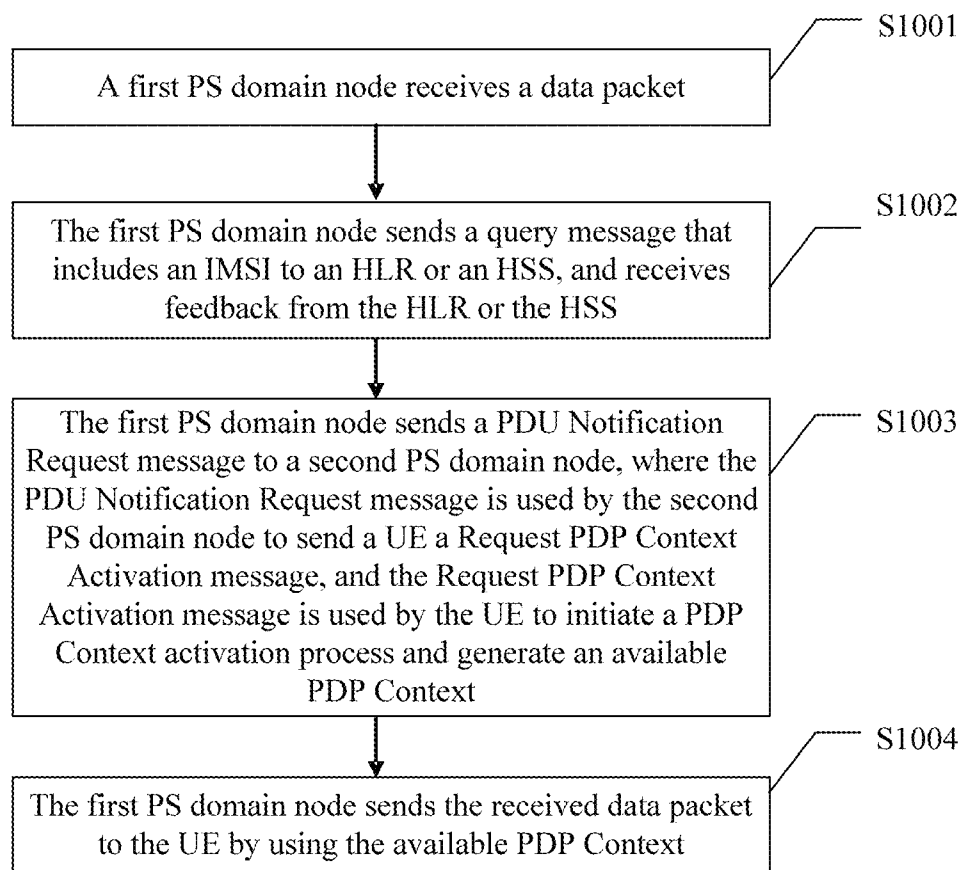 S1001
A first PS domain node receives a data packet
S1002
The first PS domain node sends a query message that
includes an IMSI to an HLR or an HSS, and receives
feedback from the HLR or the HSS
S1003
The first PS domain node sends a PDU Notification
Request message to a second PS domain node, where the
PDU Notification Request message is used by the second
PS domain node to send a UE a Request PDP Context
Activation message, and the Request PDP Context
Activation message is used by the UE to initiate a PDP
Context activation process and generate an available
PDP Context
S1004
The first PS domain node sends the received data packet
to the UE by using the available PDP Context